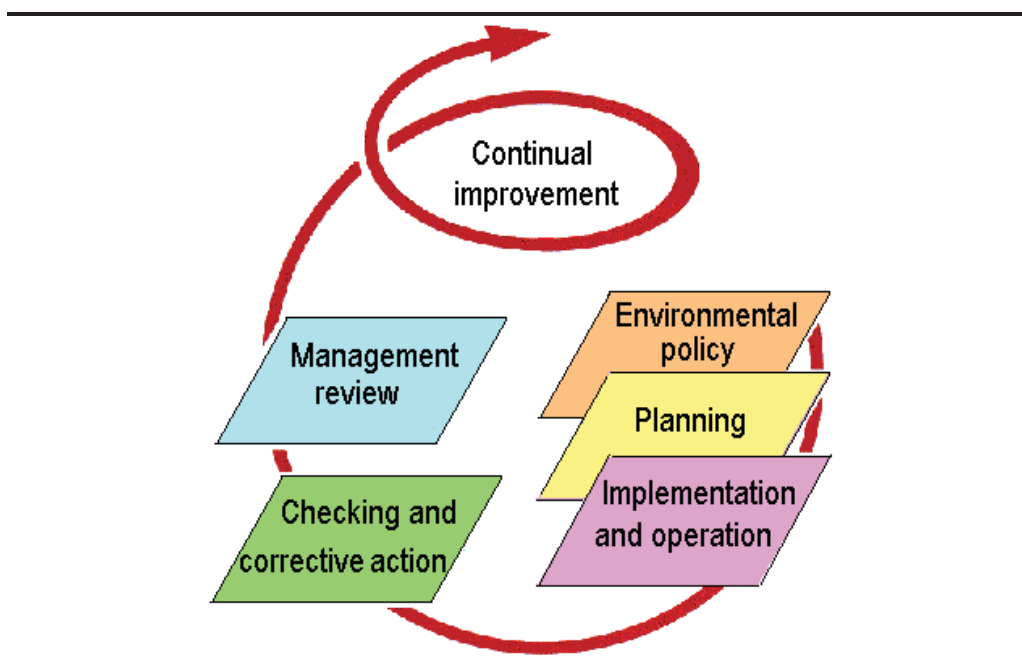 Continual
improvement
Environmental
policy
Planning
Implementation
and operation
Management
review
Checking and
corrective action